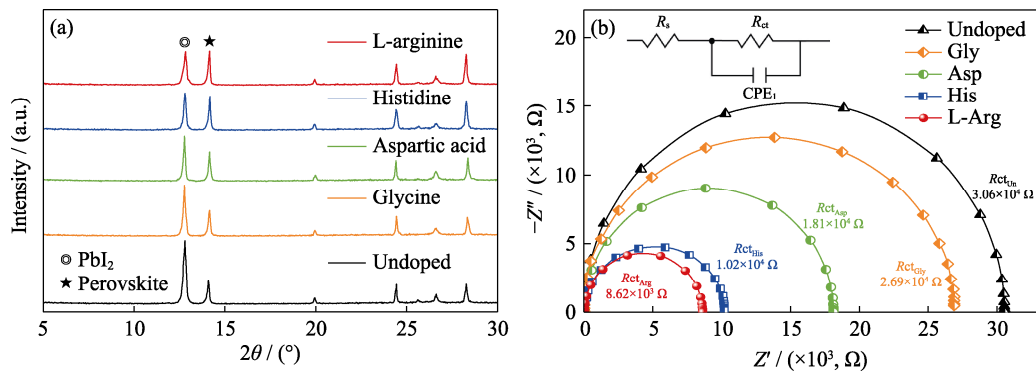 (a)
L-arginine
Histidine
Aspartic acid
Glycine
Undoped
PbI₂
Perovskite
Intensity / (a.u.)
5
10
15
20
25
30
2θ / (°)
(b)
Rs
Rct
CPE₁
Undoped
Gly
Asp
His
L-Arg
RctUn
3.06×10⁴ Ω
RctAsp
1.81×10⁴ Ω
RctHis
1.02×10⁴ Ω
RctArg
8.62×10³ Ω
RctGly
2.69×10⁴ Ω
−Z″ / (×10³, Ω)
20
15
10
5
0
0
5
10
15
20
25
30
Z′ / (×10³, Ω)